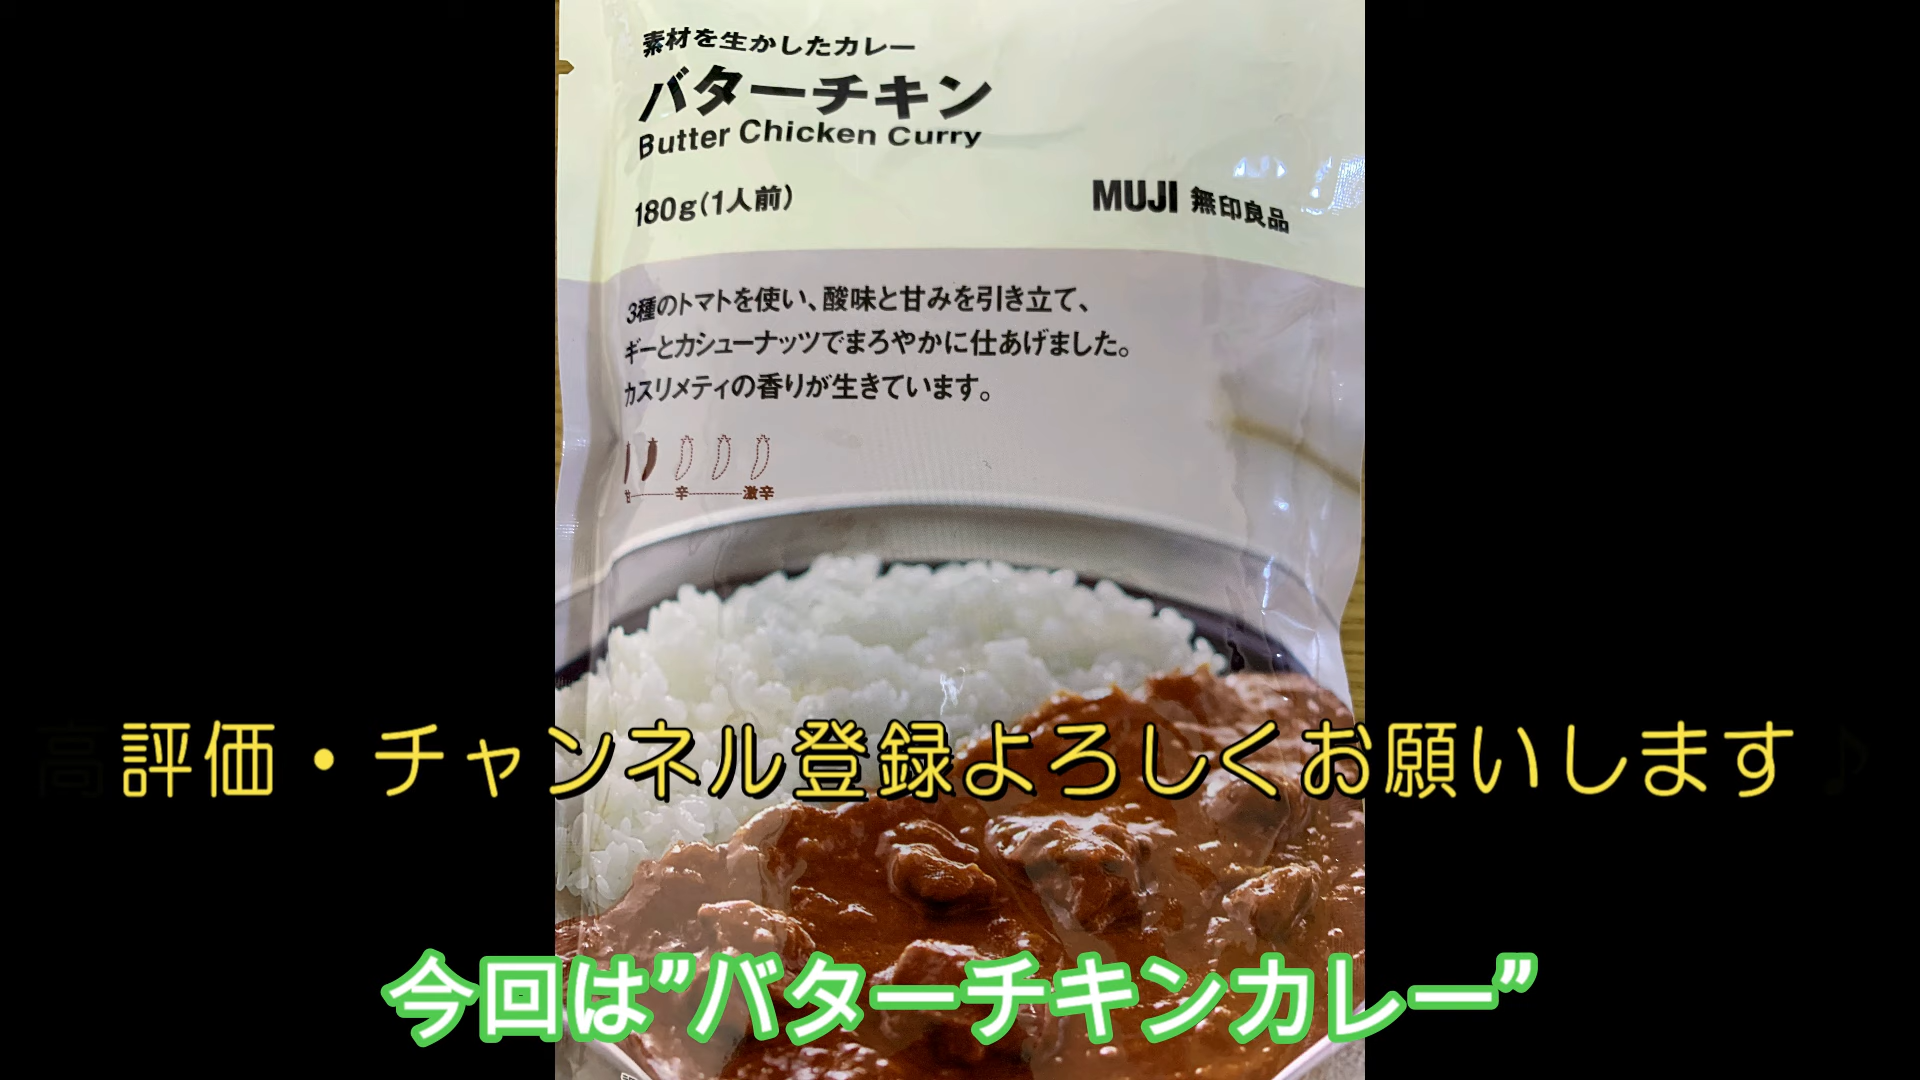 素材を生かしたカレー
バターチキン
Butter Chicken Curry
180g(1人前)
MUJI 無印良品
3種のトマトを使い、酸味と甘みを引き立て、
ギーとカシューナッツでまろやかに仕あげました。
カスリメティの香りが生きています。
甘 辛 激辛
高評価・チャンネル登録よろしくお願いします♪
今回は”バターチキンカレー”